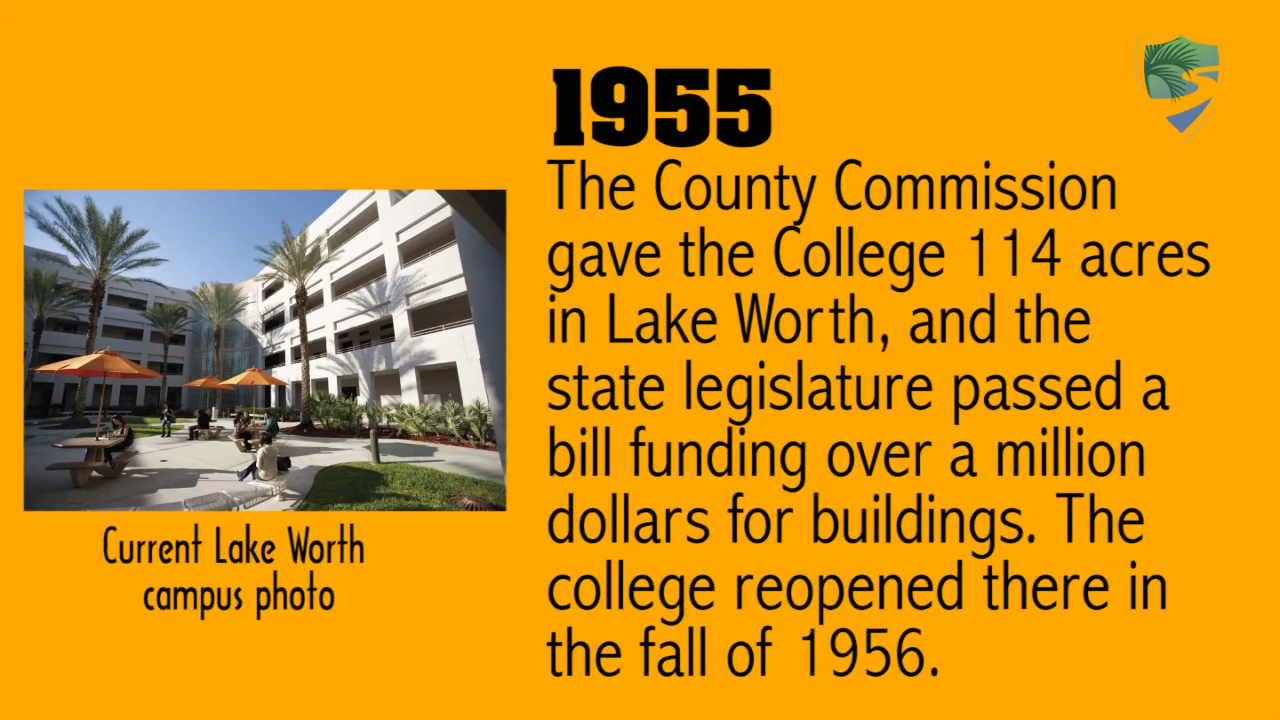 1955
The County Commission
gave the College 114 acres
in Lake Worth, and the
state legislature passed a
bill funding over a million
dollars for buildings. The
college reopened there in
the fall of 1956.
Current Lake Worth
campus photo